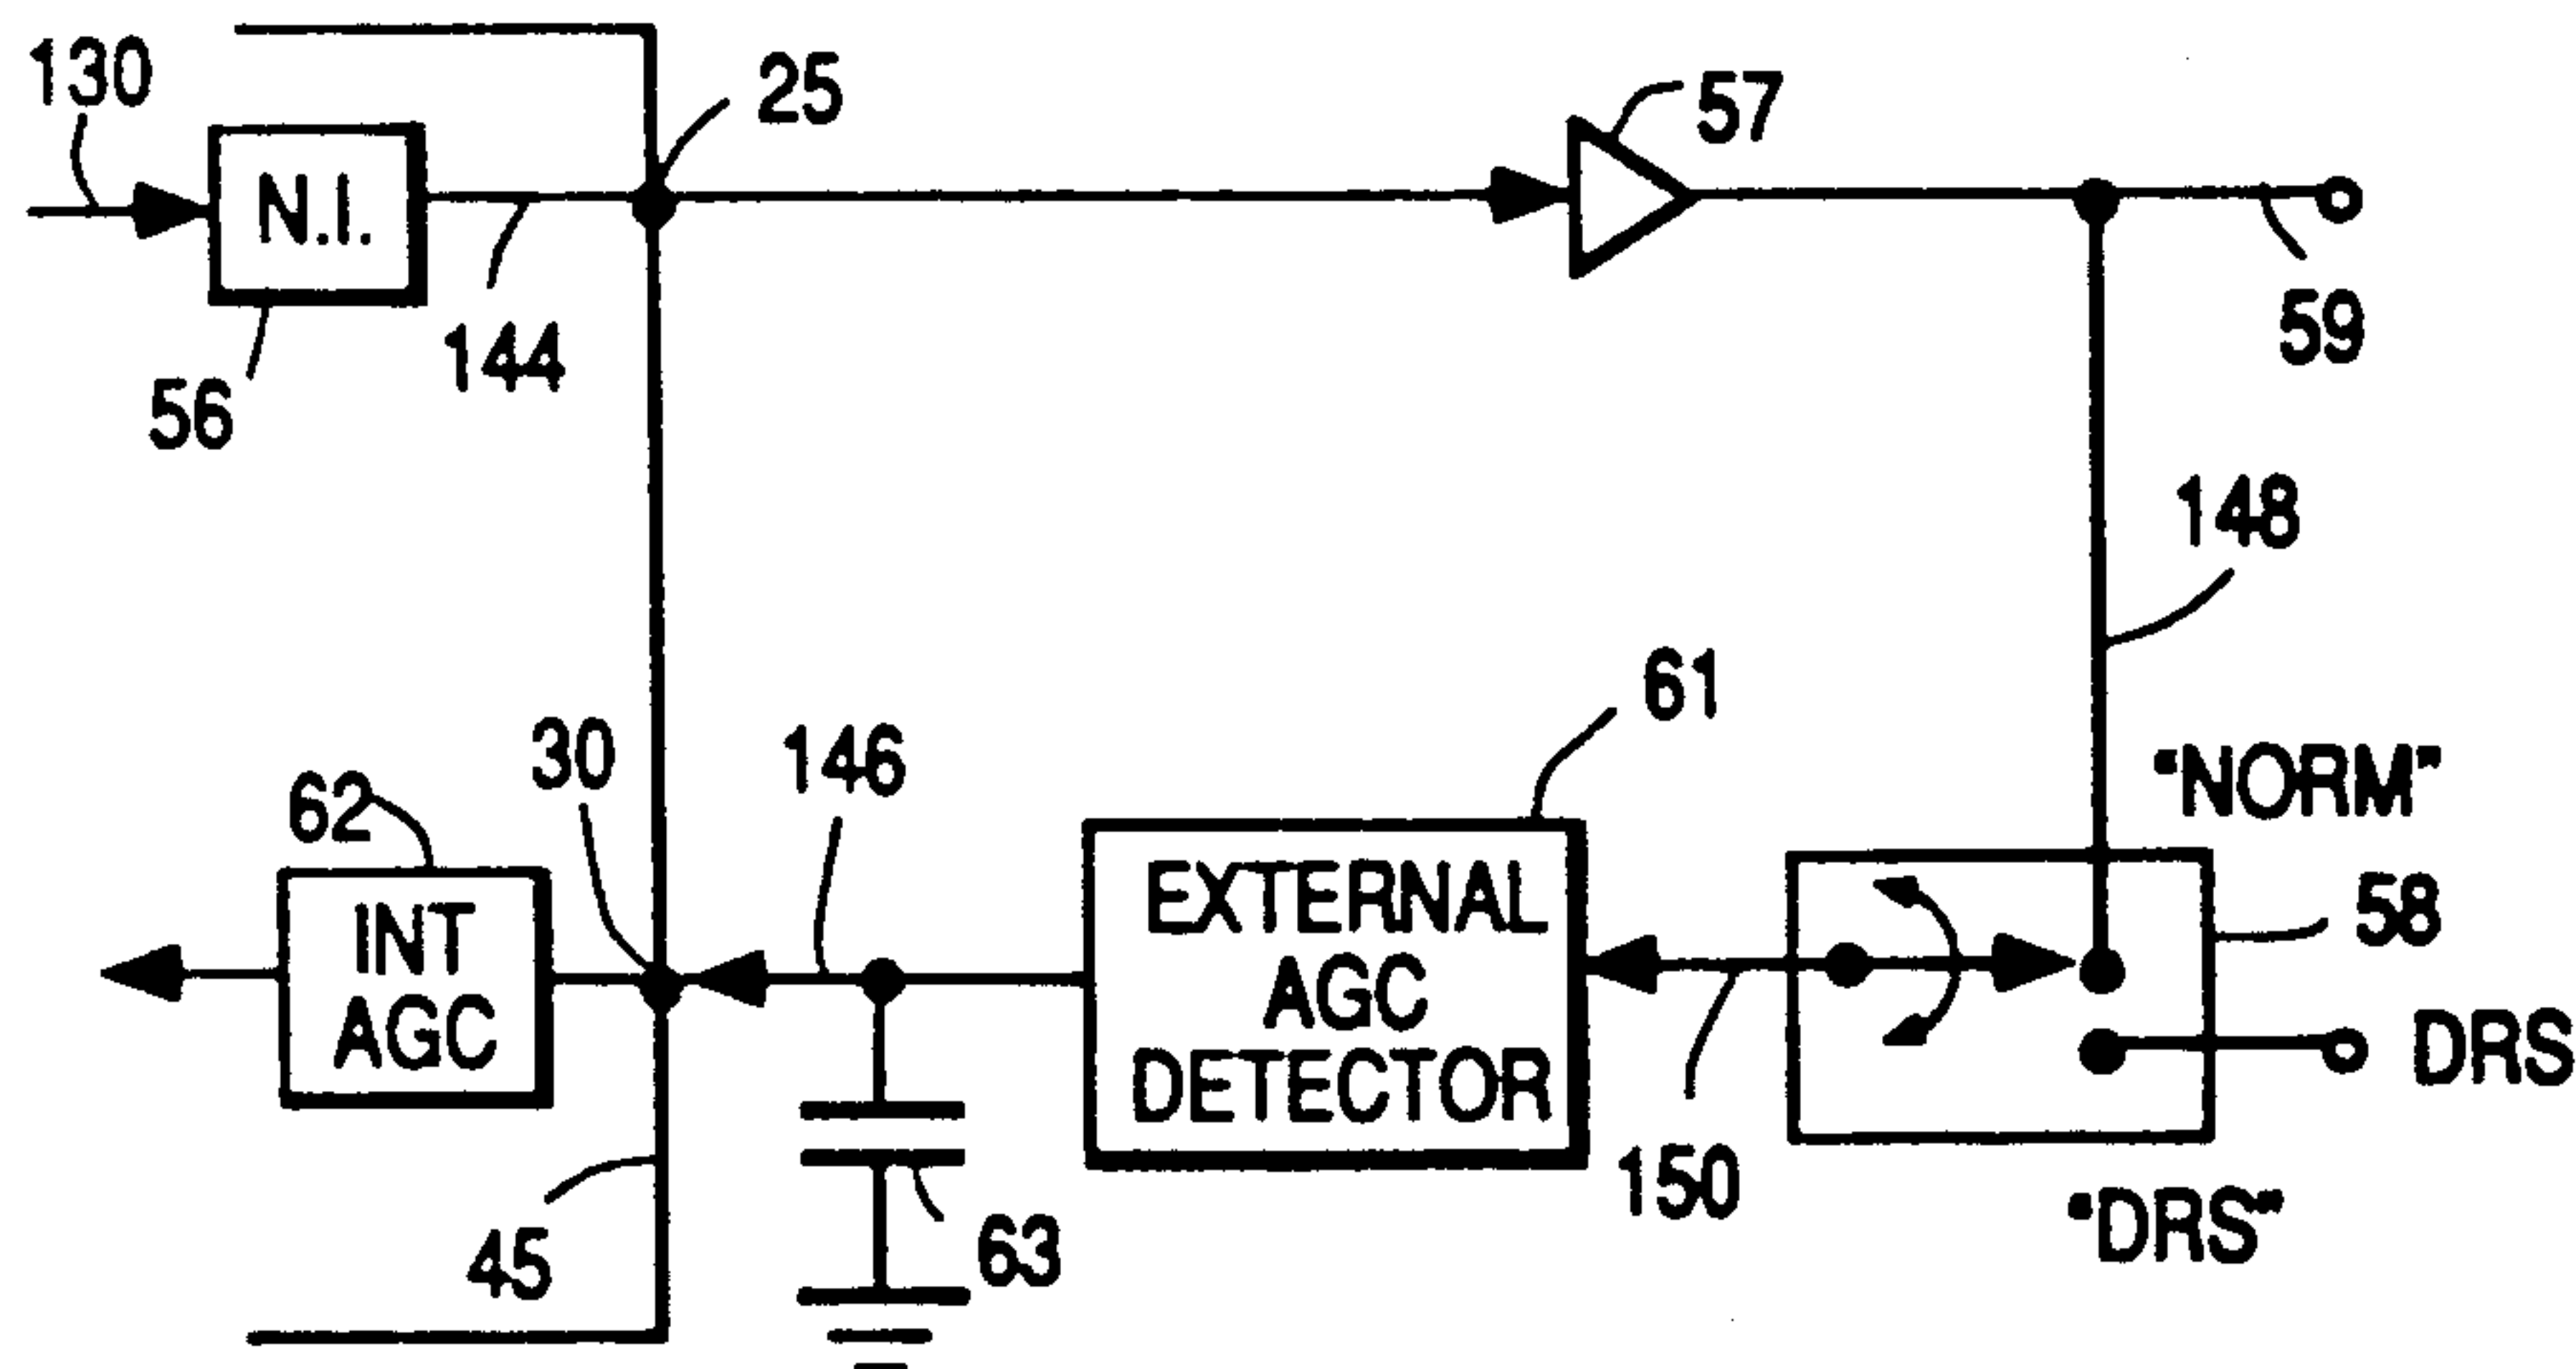 130
25
57
N.I.
144
56
59
148
61
30
146
62
"NORM"
INT
AGC
EXTERNAL
AGC
DETECTOR
58
DRS
150
45
63
"DRS"